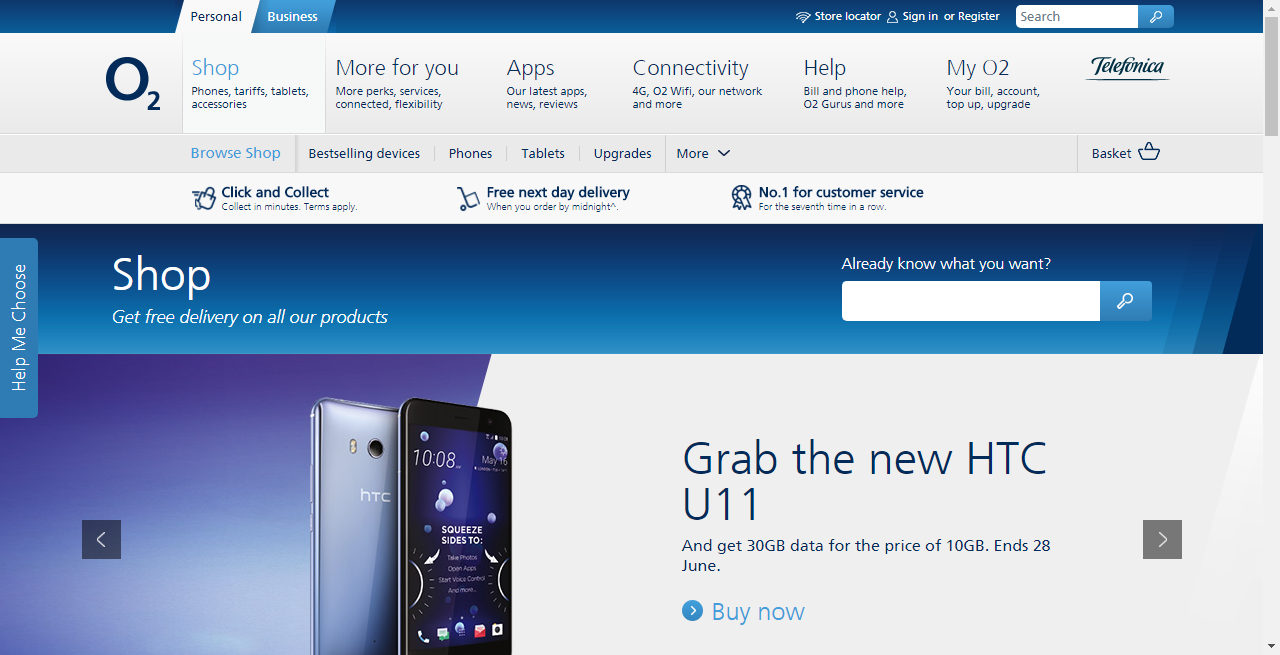 Personal
Business
Store locator
Sign in or Register
Search
O2
Shop
Phones, tariffs, tablets,
accessories
More for you
More perks, services,
connected, flexibility
Apps
Our latest apps,
news, reviews
Connectivity
4G, O2 Wifi, our network
and more
Help
Bill and phone help,
O2 Gurus and more
My O2
Your bill, account,
top up, upgrade
Telefónica
Browse Shop
Bestselling devices
Phones
Tablets
Upgrades
More
Basket
Click and Collect
Collect in minutes. Terms apply.
Free next day delivery
When you order by midnight^.
No.1 for customer service
For the seventh time in a row.
Help Me Choose
Shop
Get free delivery on all our products
Already know what you want?
10:08
May 16
htc
SQUEEZE
SIDES TO:
Take Photos
Open Apps
Start Voice Control
And more...
Grab the new HTC
U11
And get 30GB data for the price of 10GB. Ends 28
June.
Buy now